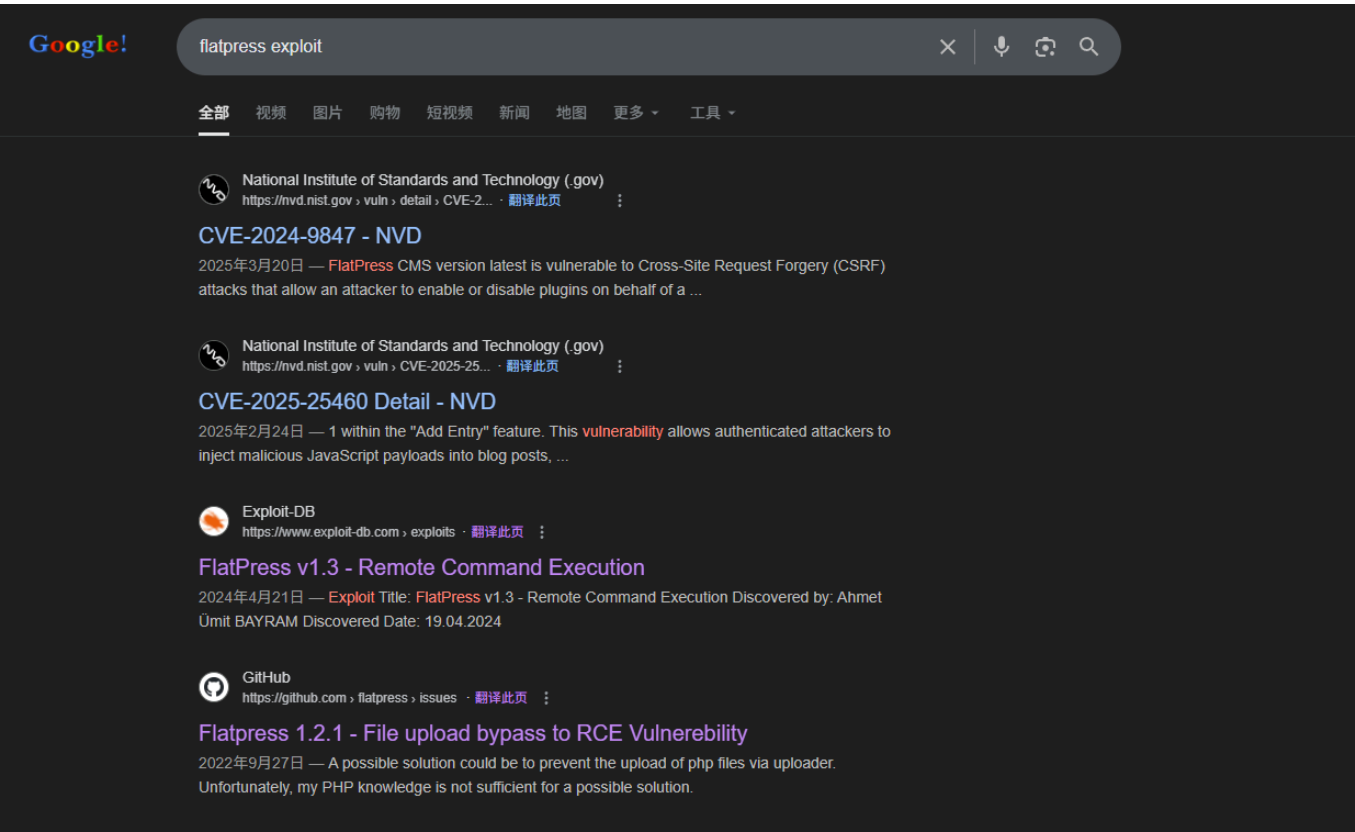 Google!
flatpress exploit
全部 视频 图片 购物 短视频 新闻 地图 更多 工具
National Institute of Standards and Technology (.gov)
https://nvd.nist.gov › vuln › detail › CVE-2... · 翻译此页
CVE-2024-9847 - NVD
2025年3月20日 — FlatPress CMS version latest is vulnerable to Cross-Site Request Forgery (CSRF)
attacks that allow an attacker to enable or disable plugins on behalf of a ...
National Institute of Standards and Technology (.gov)
https://nvd.nist.gov › vuln › CVE-2025-25... · 翻译此页
CVE-2025-25460 Detail - NVD
2025年2月24日 — 1 within the "Add Entry" feature. This vulnerability allows authenticated attackers to
inject malicious JavaScript payloads into blog posts, ...
Exploit-DB
https://www.exploit-db.com › exploits · 翻译此页
FlatPress v1.3 - Remote Command Execution
2024年4月21日 — Exploit Title: FlatPress v1.3 - Remote Command Execution Discovered by: Ahmet
Ümit BAYRAM Discovered Date: 19.04.2024
GitHub
https://github.com › flatpress › issues · 翻译此页
Flatpress 1.2.1 - File upload bypass to RCE Vulnerebility
2022年9月27日 — A possible solution could be to prevent the upload of php files via uploader.
Unfortunately, my PHP knowledge is not sufficient for a possible solution.